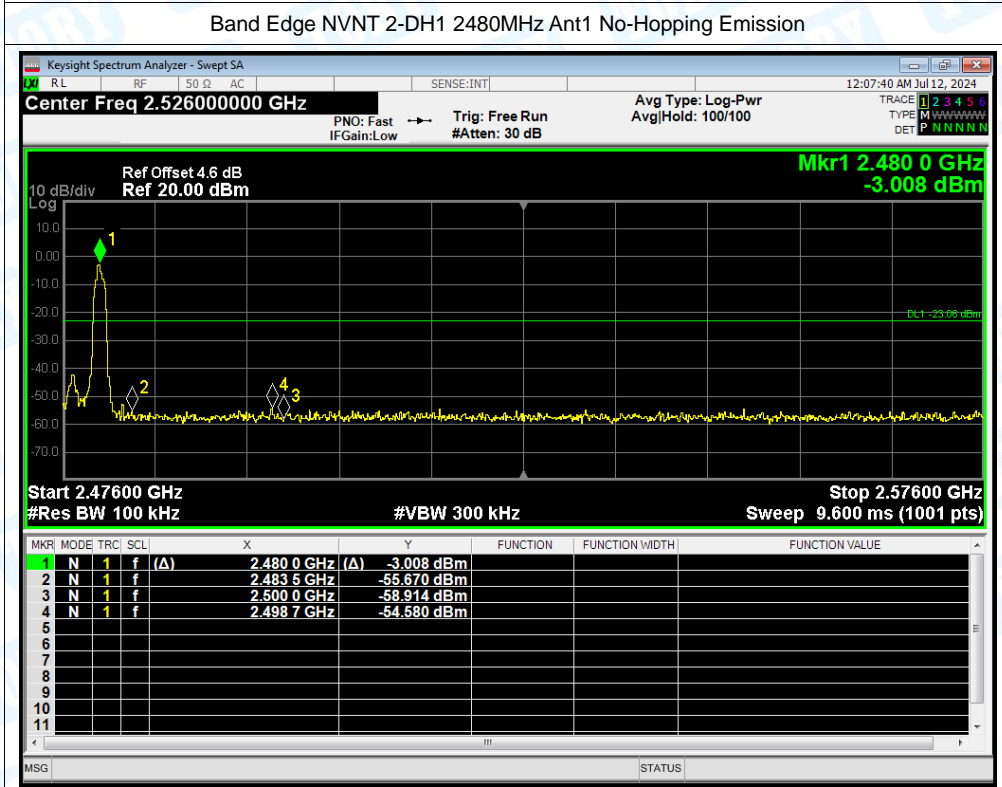 Band Edge NVNT 2-DH1 2480MHz Ant1 No-Hopping Emission
Keysight Spectrum Analyzer - Swept SA
LXI RL RF 50 Ω AC SENSE:INT 12:07:40 AM Jul 12, 2024
Center Freq 2.526000000 GHz Avg Type: Log-Pwr TRACE 1 2 3 4 5 6
PNO: Fast Trig: Free Run Avg|Hold: 100/100 TYPE M WWWWW
IFGain:Low #Atten: 30 dB DET P N N N N N
Mkr1 2.480 0 GHz
Ref Offset 4.6 dB
10 dB/div Ref 20.00 dBm -3.008 dBm
Log
10.0
1
0.00
-10.0
-20.0
DL1 -23.06 dBm
-30.0
-40.0
2 4
3
-50.0
-60.0
-70.0
Start 2.47600 GHz Stop 2.57600 GHz
#Res BW 100 kHz #VBW 300 kHz Sweep 9.600 ms (1001 pts)
MKR MODE TRC SCL X Y FUNCTION FUNCTION WIDTH FUNCTION VALUE
1 N 1 f (Δ) 2.480 0 GHz (Δ) -3.008 dBm
2 N 1 f 2.483 5 GHz -55.670 dBm
3 N 1 f 2.500 0 GHz -58.914 dBm
4 N 1 f 2.498 7 GHz -54.580 dBm
5
6
7
8
9
10
11
MSG STATUS